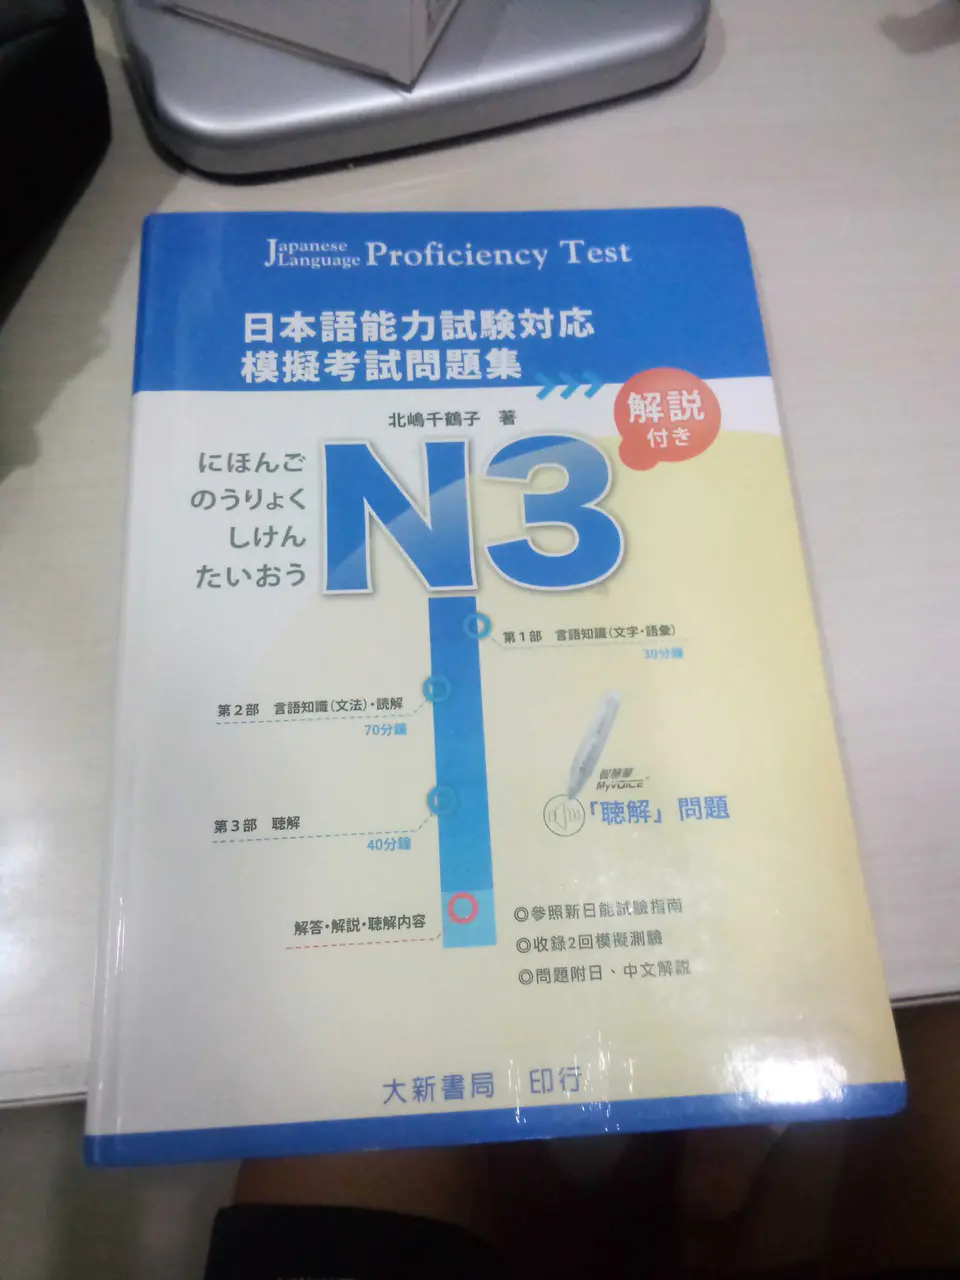 Japanese Language Proficiency Test
日本語能力試験対応
模擬考試問題集
解説
付き
北嶋千鶴子 著
にほんご
のうりょく
しけん
たいおう
N3
第1部 言語知識(文字・語彙)
30分鐘
第2部 言語知識(文法)・読解
70分鐘
智慧筆
MyVOICE
「聴解」問題
第3部 聴解
40分鐘
解答・解説・聴解内容
◎參照新日能試驗指南
◎收錄2回模擬測驗
◎問題附日、中文解說
大新書局 印行